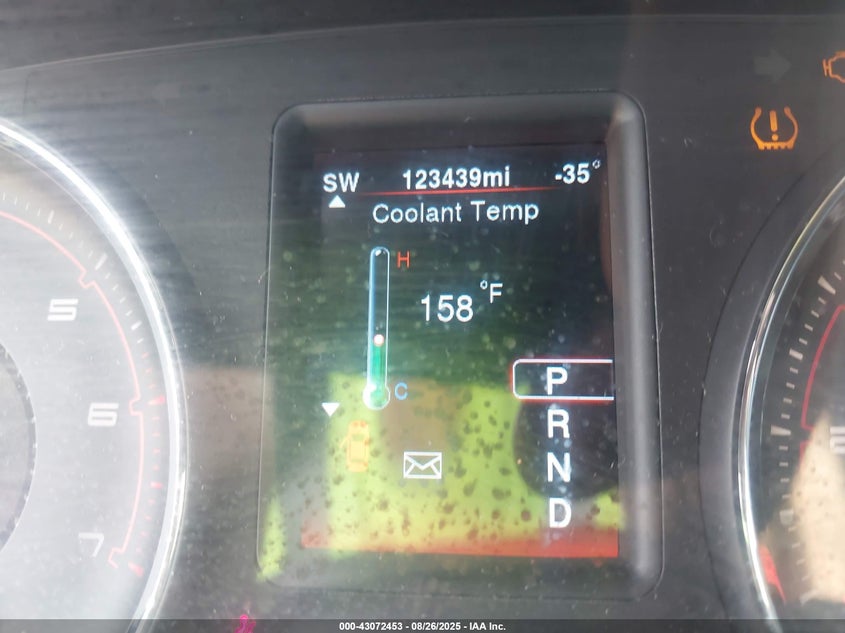 SW 123439mi -35°
Coolant Temp
H
158 °F
C
P
R
N
D
5
6
7
000-43072453 - 08/26/2025 - IAA Inc.